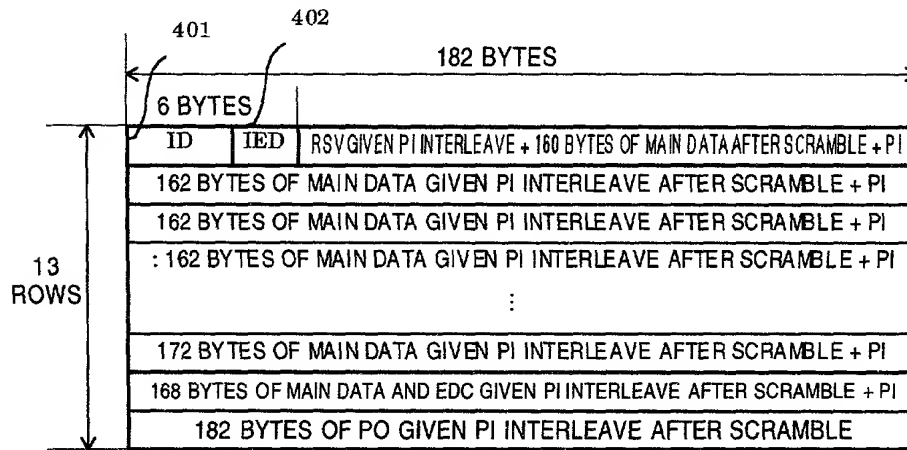 401
402
182 BYTES
6 BYTES
ID
IED
RSV GIVEN PI INTERLEAVE + 160 BYTES OF MAIN DATA AFTER SCRAMBLE + PI
162 BYTES OF MAIN DATA GIVEN PI INTERLEAVE AFTER SCRAMBLE + PI
162 BYTES OF MAIN DATA GIVEN PI INTERLEAVE AFTER SCRAMBLE + PI
: 162 BYTES OF MAIN DATA GIVEN PI INTERLEAVE AFTER SCRAMBLE + PI
13
ROWS
⋮
172 BYTES OF MAIN DATA GIVEN PI INTERLEAVE AFTER SCRAMBLE + PI
168 BYTES OF MAIN DATA AND EDC GIVEN PI INTERLEAVE AFTER SCRAMBLE + PI
182 BYTES OF PO GIVEN PI INTERLEAVE AFTER SCRAMBLE